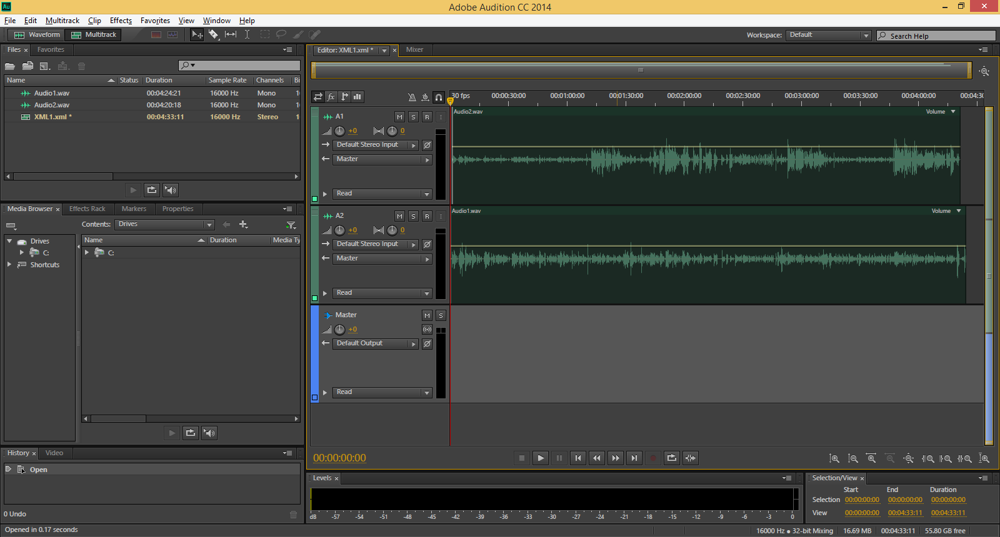 Au
Adobe Audition CC 2014
File Edit Multitrack Clip Effects Favorites View Window Help
Waveform Multitrack
Workspace: Default Search Help
Files × Favorites
Name Status Duration Sample Rate Channels Bi
Audio1.wav 00:04:24:21 16000 Hz Mono
Audio2.wav 00:04:20:18 16000 Hz Mono
XML1.xml * 00:04:33:11 16000 Hz Stereo
Media Browser × Effects Rack Markers Properties
Contents: Drives
Drives
C:
Shortcuts
Name Duration Media Ty
C:
History × Video
Open
0 Undo
Opened in 0.17 seconds
Editor: XML1.xml * × Mixer
fx
30 fps 00:00:30:00 00:01:00:00 00:01:30:00 00:02:00:00 00:02:30:00 00:03:00:00 00:03:30:00 00:04:00:00 00:04:30
A1 M S R I
+0 0
Default Stereo Input
Master
Read
Audio2.wav Volume
A2 M S R I
+0 0
Default Stereo Input
Master
Read
Audio1.wav Volume
Master M S
+0
Default Output
Read
00:00:00:00
Levels ×
dB -57 -54 -51 -48 -45 -42 -39 -36 -33 -30 -27 -24 -21 -18 -15 -12 -9 -6 -3 0
Selection/View ×
Start End Duration
Selection 00:00:00:00 00:00:00:00 00:00:00:00
View 00:00:00:00 00:04:33:11 00:04:33:11
16000 Hz ● 32-bit Mixing 16.69 MB 00:04:33:11 55.80 GB free